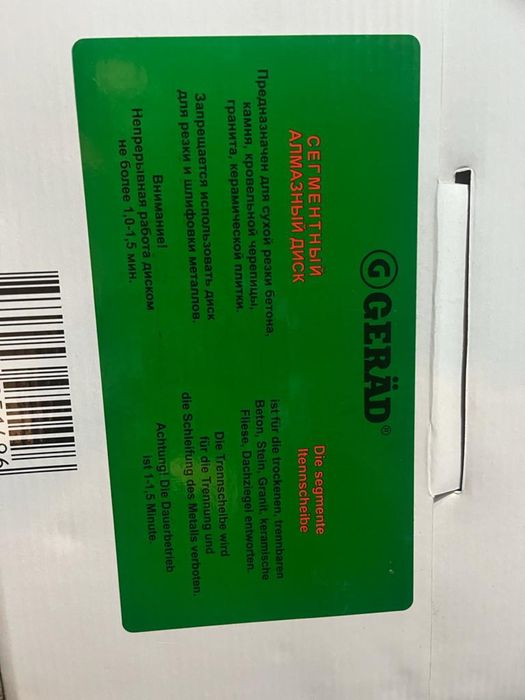 G GERÄD®
СЕГМЕНТНЫЙ
АЛМАЗНЫЙ ДИСК
Предназначен для сухой резки бетона,
камня, кровельной черепицы,
гранита, керамической плитки.
Запрещается использовать диск
для резки и шлифовки металлов.
Внимание!
Непрерывная работа диском
не более 1,0-1,5 мин.
Die segmente
Itennscheibe
ist für die trockenen, trennbaren
Beton, Stein, Granit, keramische
Fliese, Dachziegel entworten.
Die Trennscheibe wird
für die Trennung und
die Schleifung des Metalls verboten.
Achtung! Die Dauerbetrieb
ist 1-1,5 Minute.